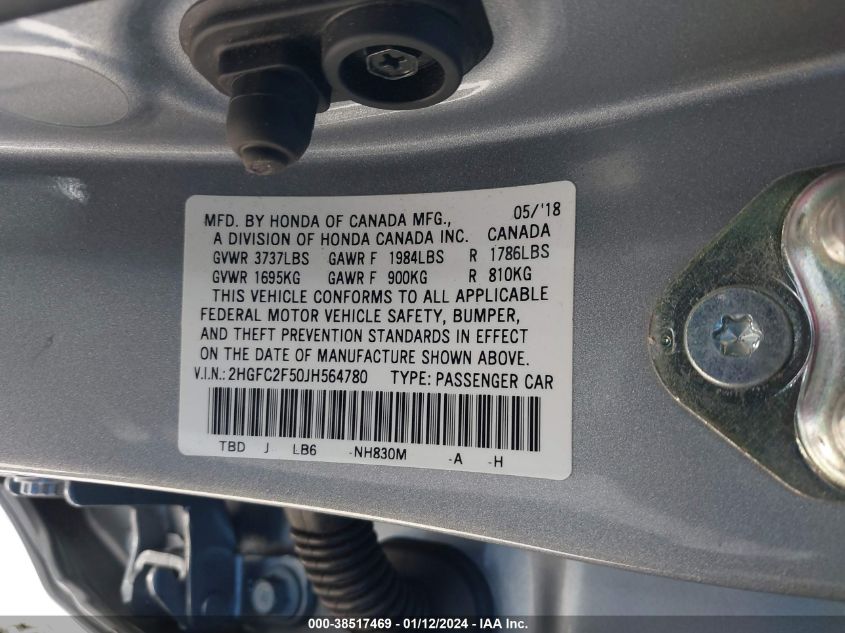 MFD. BY HONDA OF CANADA MFG., 05/'18
A DIVISION OF HONDA CANADA INC. CANADA
GVWR 3737LBS GAWR F 1984LBS R 1786LBS
GVWR 1695KG GAWR F 900KG R 810KG
THIS VEHICLE CONFORMS TO ALL APPLICABLE
FEDERAL MOTOR VEHICLE SAFETY, BUMPER,
AND THEFT PREVENTION STANDARDS IN EFFECT
ON THE DATE OF MANUFACTURE SHOWN ABOVE.
V.I.N.: 2HGFC2F50JH564780 TYPE: PASSENGER CAR
TBD J LB6 -NH830M -A -H
000-38517469 - 01/12/2024 - IAA Inc.